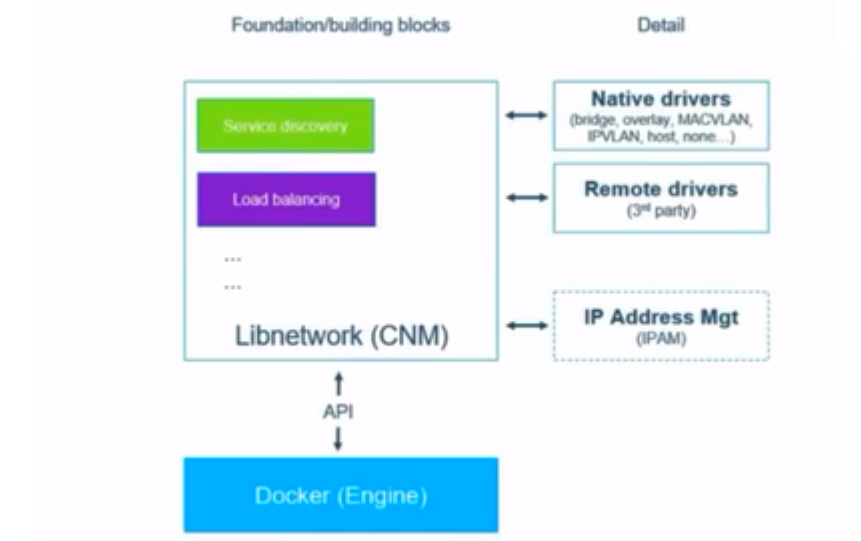 Foundation/building blocks
Detail
Service discovery
Load balancing
...
...
Libnetwork (CNM)
Native drivers
(bridge, overlay, MACVLAN,
IPVLAN, host, none...)
Remote drivers
(3rd party)
IP Address Mgt
(IPAM)
API
Docker (Engine)